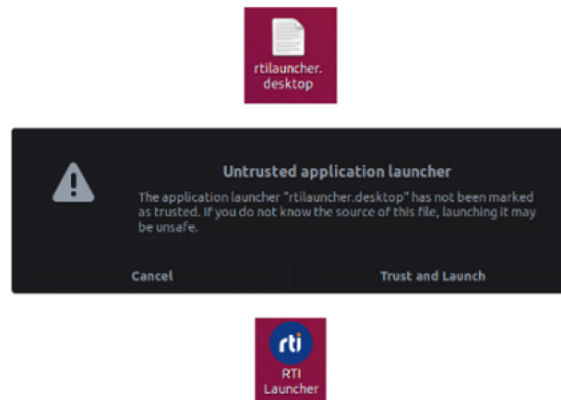 rtilauncher.
desktop
Untrusted application launcher
The application launcher "rtilauncher.desktop" has not been marked
as trusted. If you do not know the source of this file, launching it may
be unsafe.
Cancel
Trust and Launch
rti
RTI
Launcher